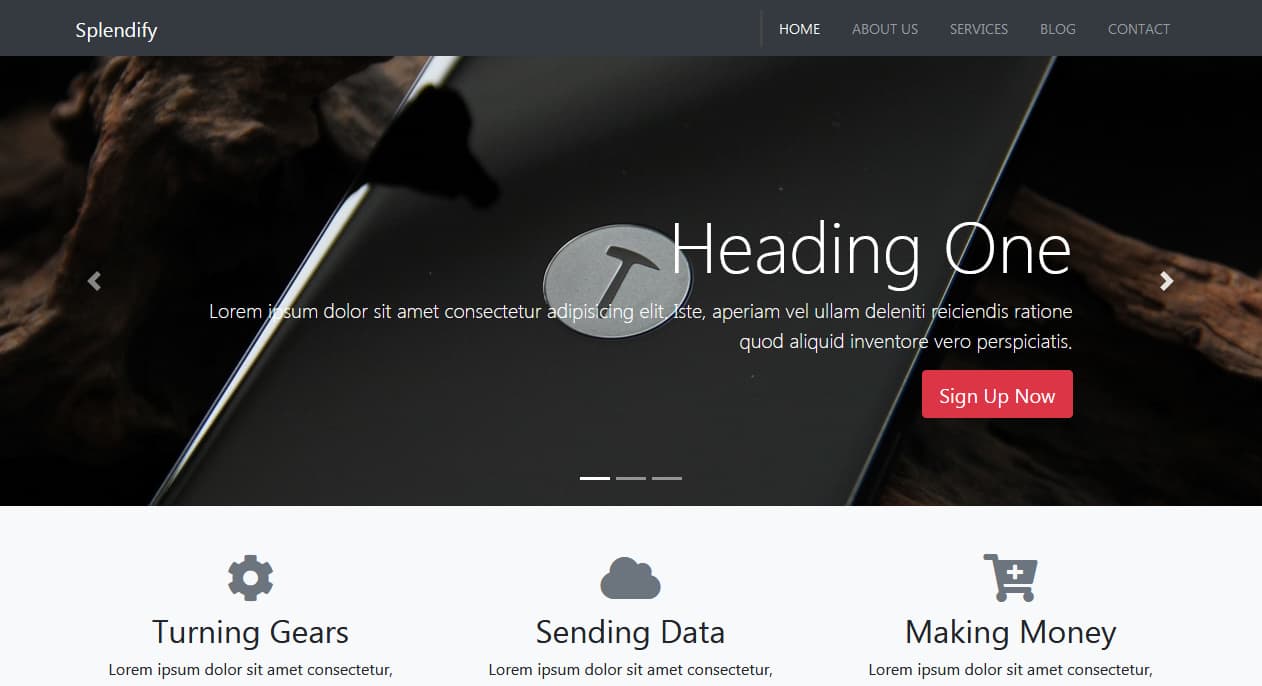 Splendify
HOME ABOUT US SERVICES BLOG CONTACT
Heading One
Lorem ipsum dolor sit amet consectetur adipisicing elit. Iste, aperiam vel ullam deleniti reiciendis ratione
quod aliquid inventore vero perspiciatis.
Sign Up Now
Turning Gears
Lorem ipsum dolor sit amet consectetur,
Sending Data
Lorem ipsum dolor sit amet consectetur,
Making Money
Lorem ipsum dolor sit amet consectetur,